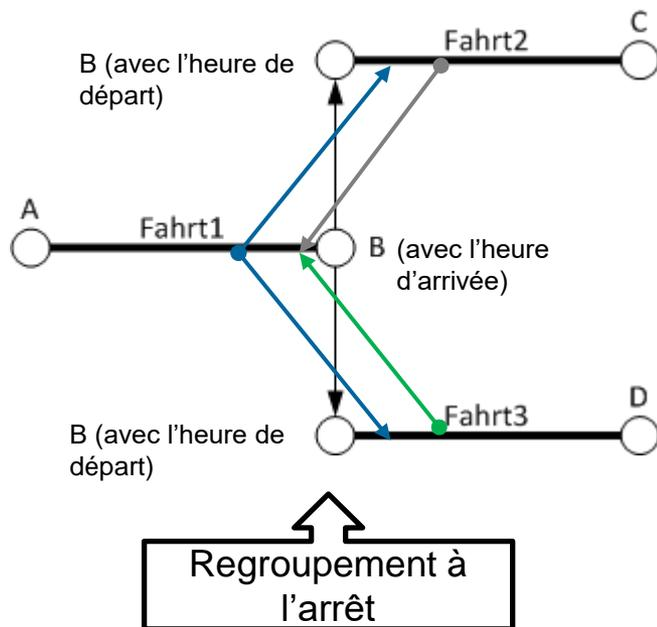 C
Fahrt2
B (avec l'heure de
départ)
A
Fahrt1
B (avec l'heure
d'arrivée)
D
Fahrt3
B (avec l'heure de
départ)
Regroupement à
l'arrêt